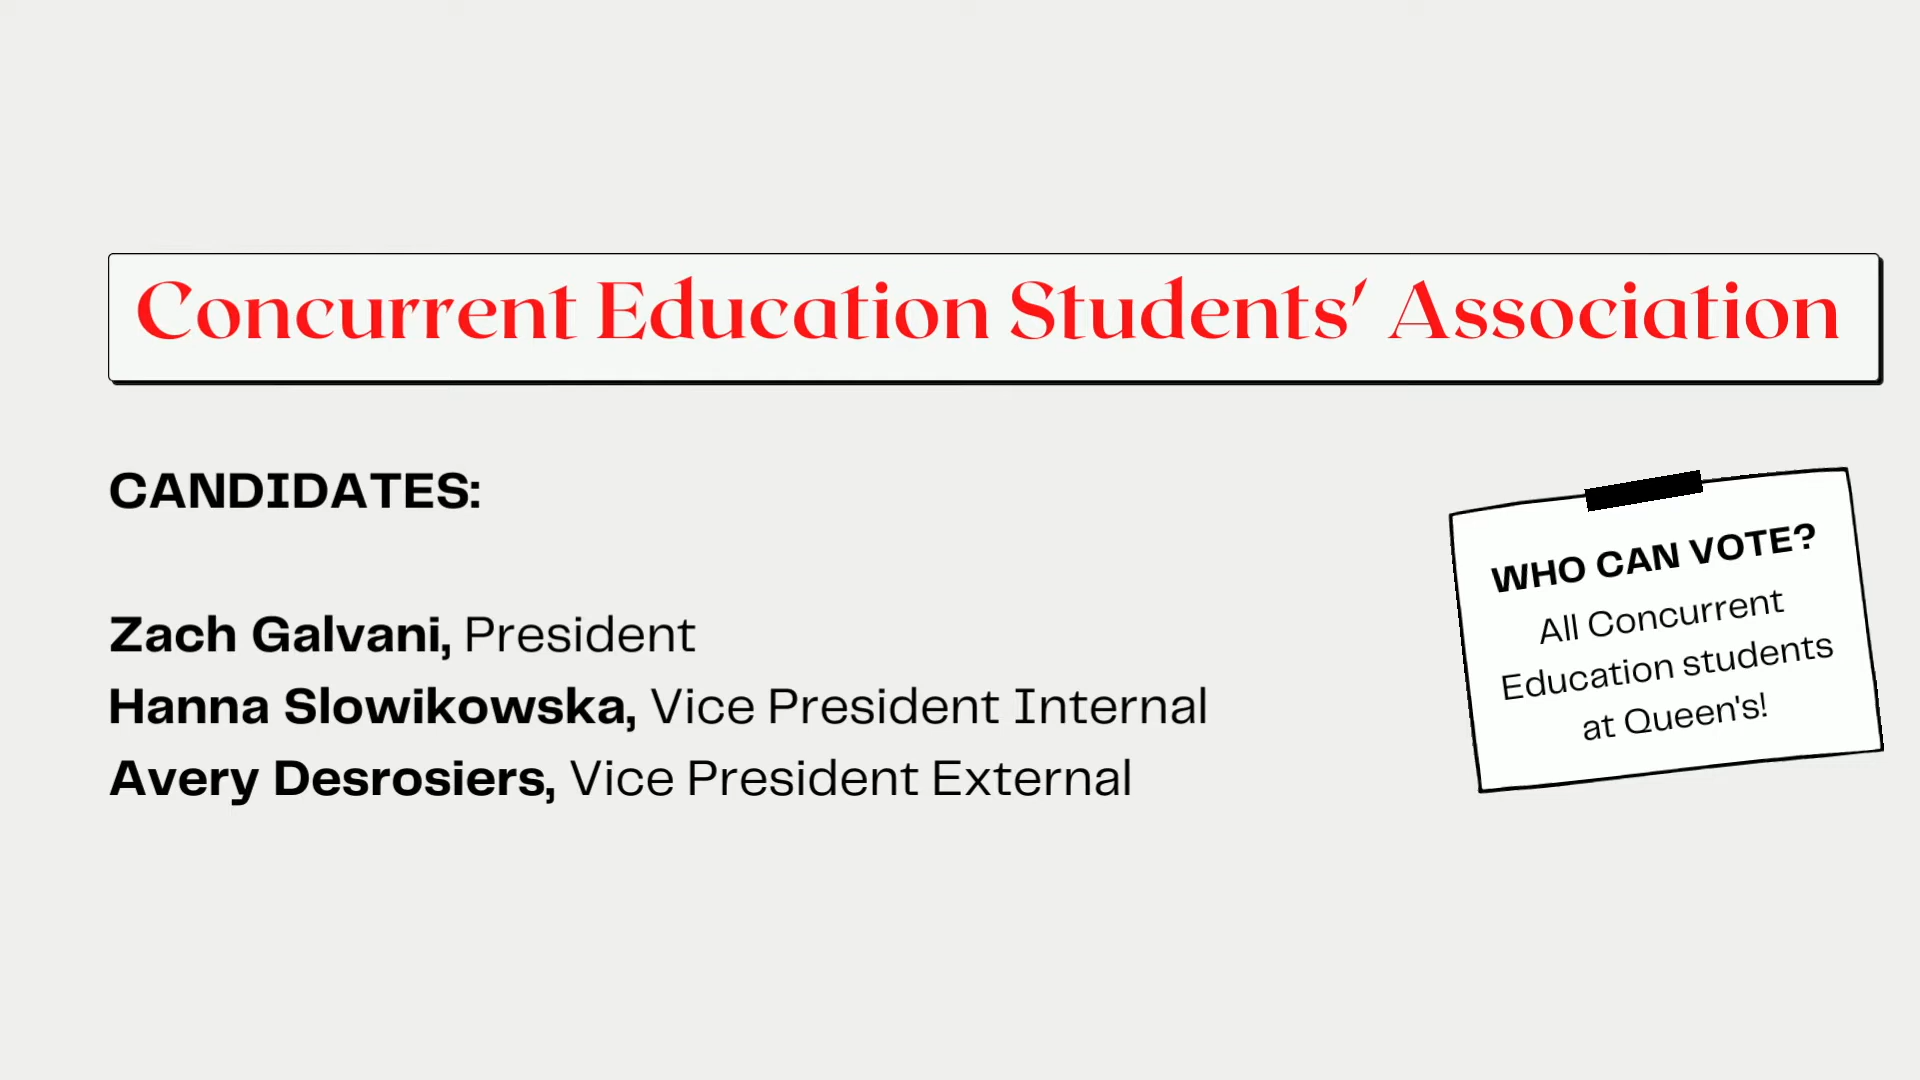 Concurrent Education Students' Association
CANDIDATES:
Zach Galvani, President
Hanna Slowikowska, Vice President Internal
Avery Desrosiers, Vice President External
WHO CAN VOTE?
All Concurrent
Education students
at Queen's!